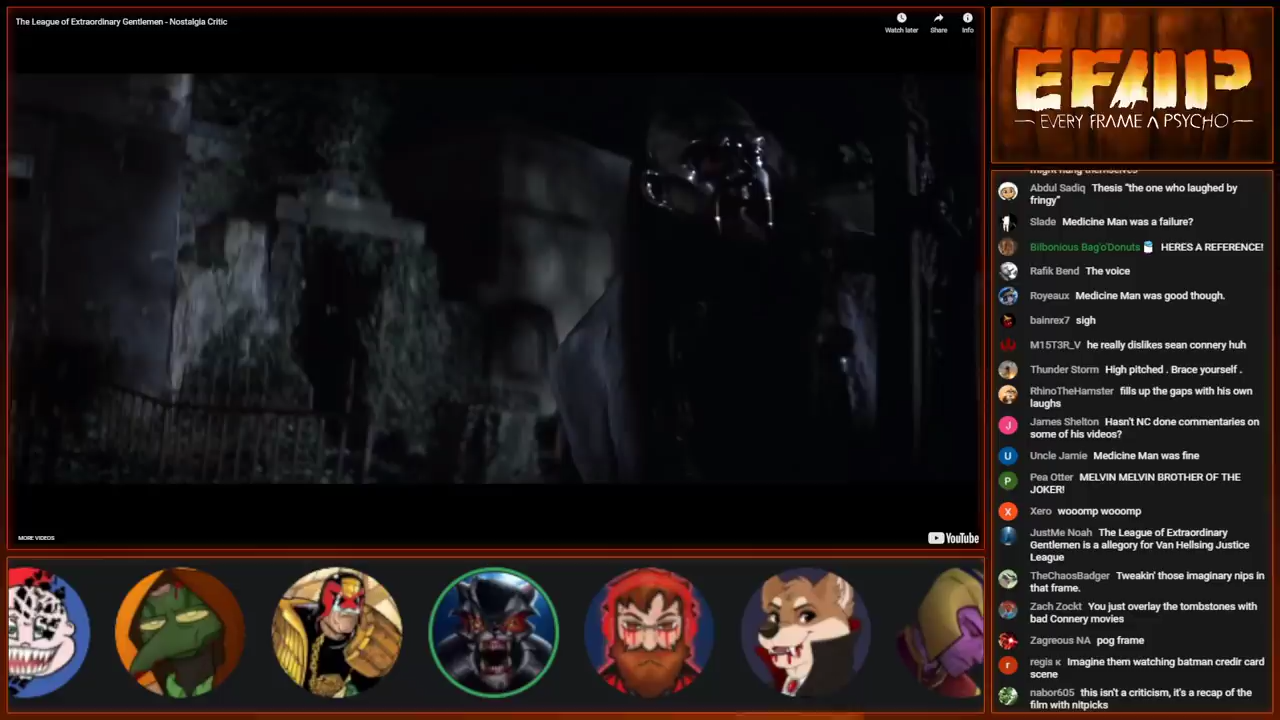 The League of Extraordinary Gentlemen - Nostalgia Critic
Watch later
Share
Info
MORE VIDEOS
YouTube
EFAP
EVERY FRAME A PSYCHO
might hang themselves
Abdul Sadiq Thesis "the one who laughed by
fringy"
Slade Medicine Man was a failure?
Bilbonious Bag'o'Donuts HERES A REFERENCE!
Rafik Bend The voice
Royeaux Medicine Man was good though.
bainrex7 sigh
M15T3R_V he really dislikes sean connery huh
Thunder Storm High pitched . Brace yourself .
RhinoTheHamster fills up the gaps with his own
laughs
J
James Shelton Hasn't NC done commentaries on
some of his videos?
U
Uncle Jamie Medicine Man was fine
P
Pea Otter MELVIN MELVIN BROTHER OF THE
JOKER!
X
Xero wooomp wooomp
JustMe Noah The League of Extraordinary
Gentlemen is a allegory for Van Hellsing Justice
League
TheChaosBadger Tweakin' those imaginary nips in
that frame.
Zach Zockt You just overlay the tombstones with
bad Connery movies
Zagreous NA pog frame
r
regis κ Imagine them watching batman credir card
scene
nabor605 this isn't a criticism, it's a recap of the
film with nitpicks